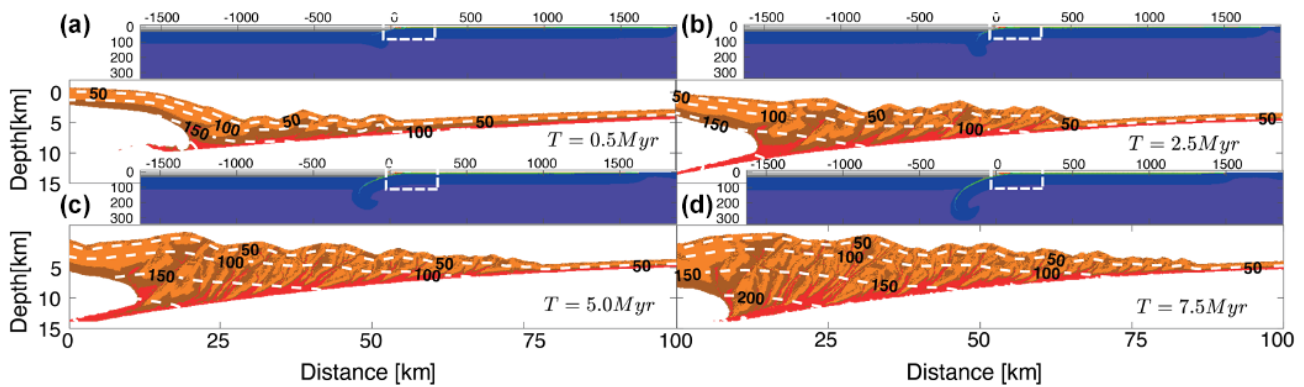 (a) -1500 -1000 -500 0 500 1000 1500
0
100
200
300
Depth[km]
0
5
10
15
50 150 100 50 100 50
T = 0.5Myr
(b) -1500 -1000 -500 0 500 1000 1500
0
100
200
300
50 150 100 50 100 50 50
T = 2.5Myr
(c) -1500 -1000 -500 0 500 1000 1500
0
100
200
300
Depth[km]
5
10
15
150 100 50 100 50 50
T = 5.0Myr
0 25 50 75 100
Distance [km]
(d) -1500 -1000 -500 0 500 1000 1500
0
100
200
300
150 200 100 50 150 100 50 50
T = 7.5Myr
25 50 75 100
Distance [km]